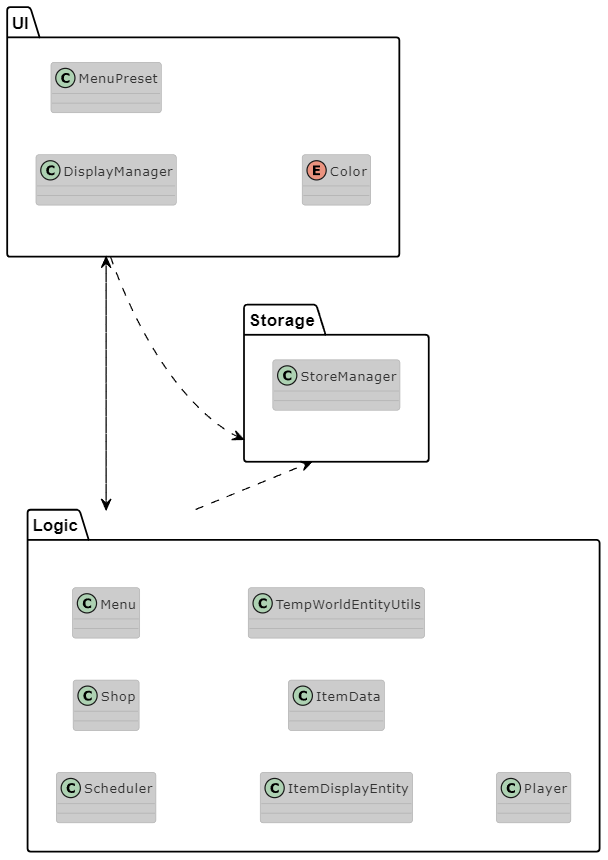 UI
C MenuPreset
C DisplayManager
E Color
Storage
C StoreManager
Logic
C Menu
C TempWorldEntityUtils
C Shop
C ItemData
C Scheduler
C ItemDisplayEntity
C Player